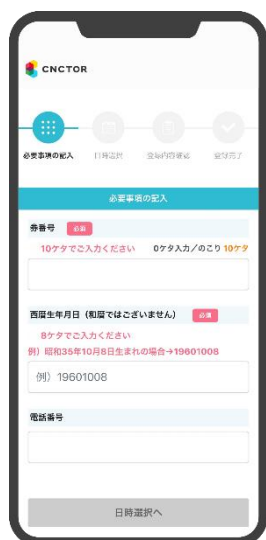 CNCTOR
必要事項の記入 日時選択 登録内容確認 登録完了
必要事項の記入
券番号 必須
10ケタでご入力ください 0ケタ入力/のこり 10ケタ
西暦生年月日（和暦ではございません） 必須
8ケタでご入力ください
例）昭和35年10月8日生まれの場合→19601008
例）19601008
電話番号
日時選択へ